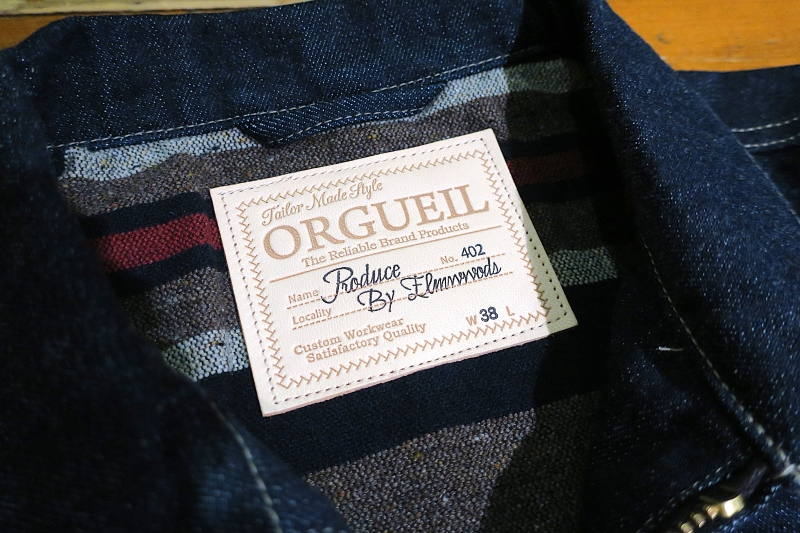 Tailor Made Style
ORGUEIL
The Reliable Brand Products
Name Produce No. 402
Locality By Elmwwods
Custom Workwear
Satisfactory Quality W 38 L